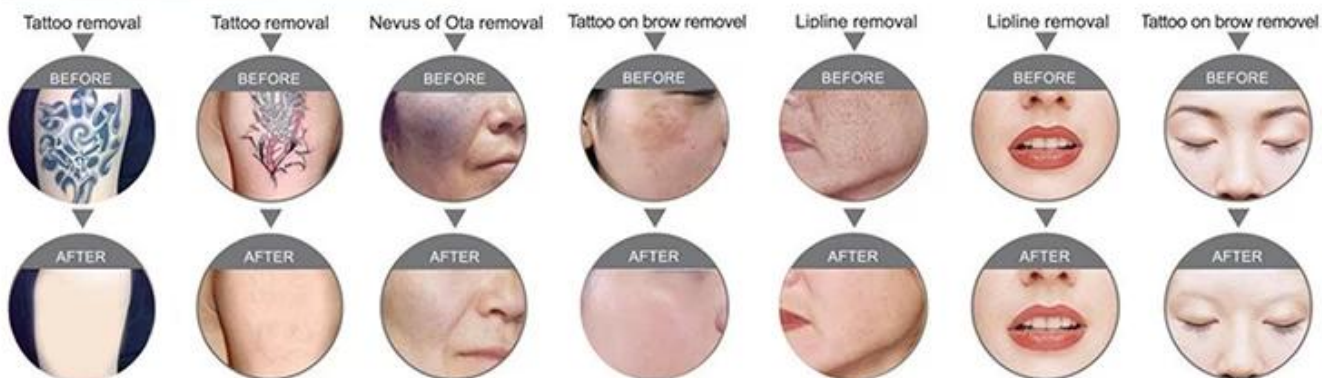 Tattoo removal
Tattoo removal
Nevus of Ota removal
Tattoo on brow removel
Lipline removal
Lipline removal
Tattoo on brow removel
BEFORE
BEFORE
BEFORE
BEFORE
BEFORE
BEFORE
BEFORE
AFTER
AFTER
AFTER
AFTER
AFTER
AFTER
AFTER